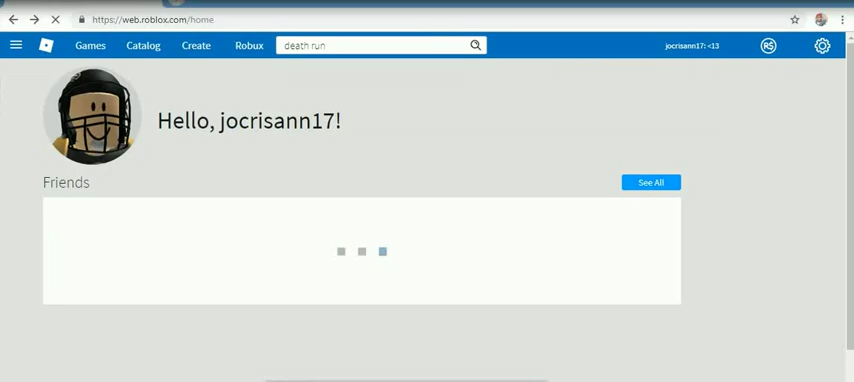 https://web.roblox.com/home
Games Catalog Create Robux death run jocrisann17: <13 R$
Hello, jocrisann17!
Friends See All